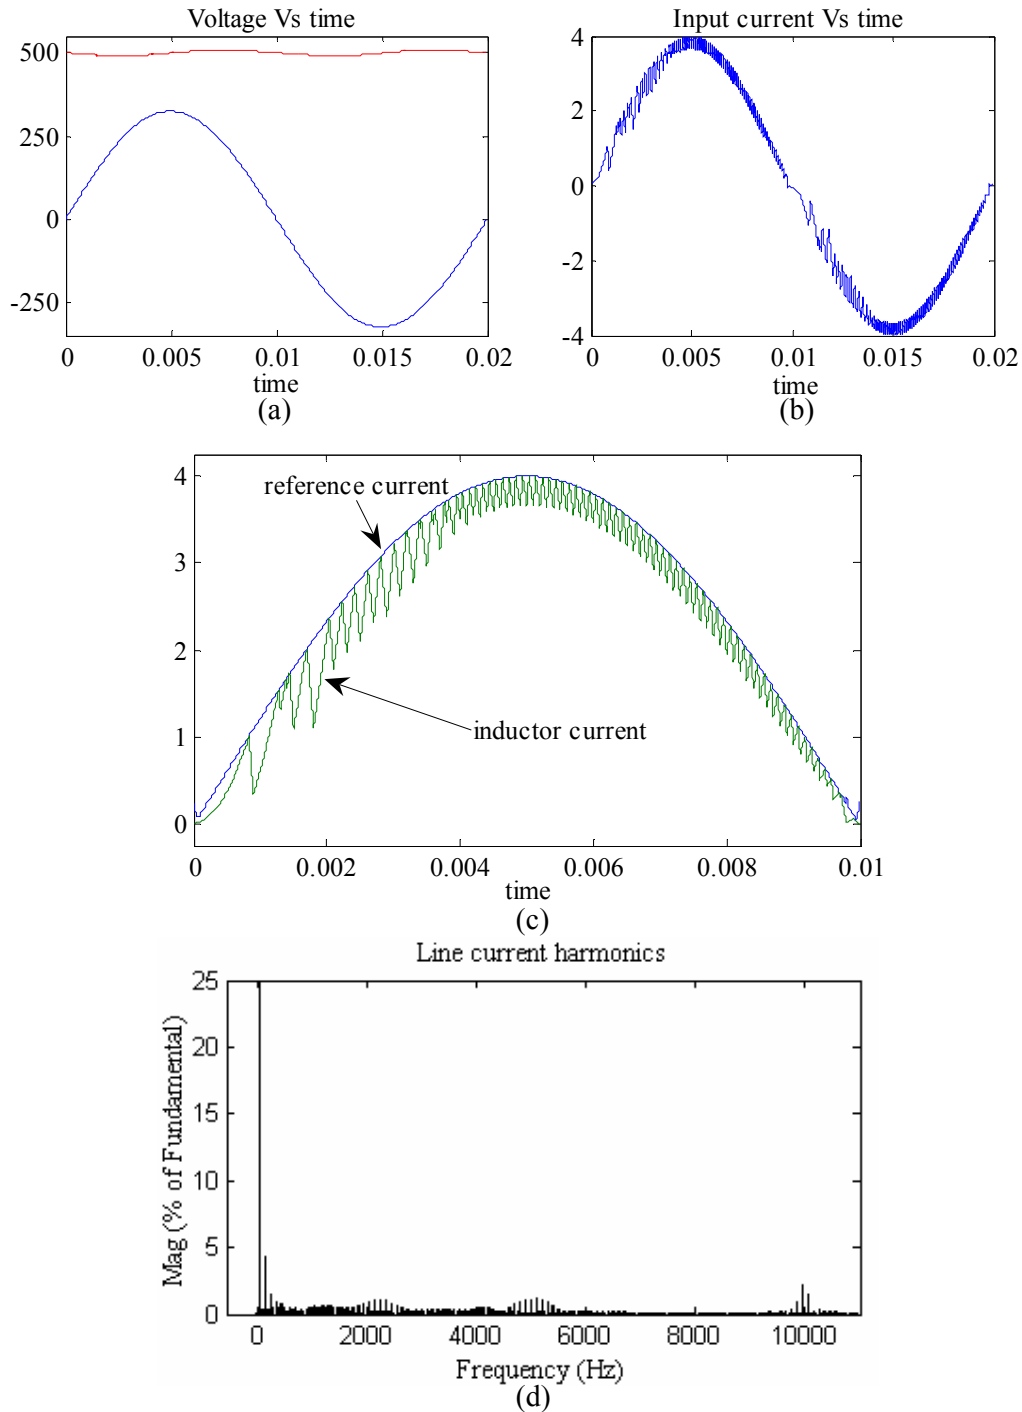 Voltage Vs time
500
250
0
-250
0 0.005 0.01 0.015 0.02
time
(a)
Input current Vs time
4
2
0
-2
-4
0 0.005 0.01 0.015 0.02
time
(b)
4
3
2
1
0
reference current
inductor current
0 0.002 0.004 0.006 0.008 0.01
time
(c)
Line current harmonics
Mag (% of Fundamental)
25
20
15
10
5
0
0 2000 4000 6000 8000 10000
Frequency (Hz)
(d)